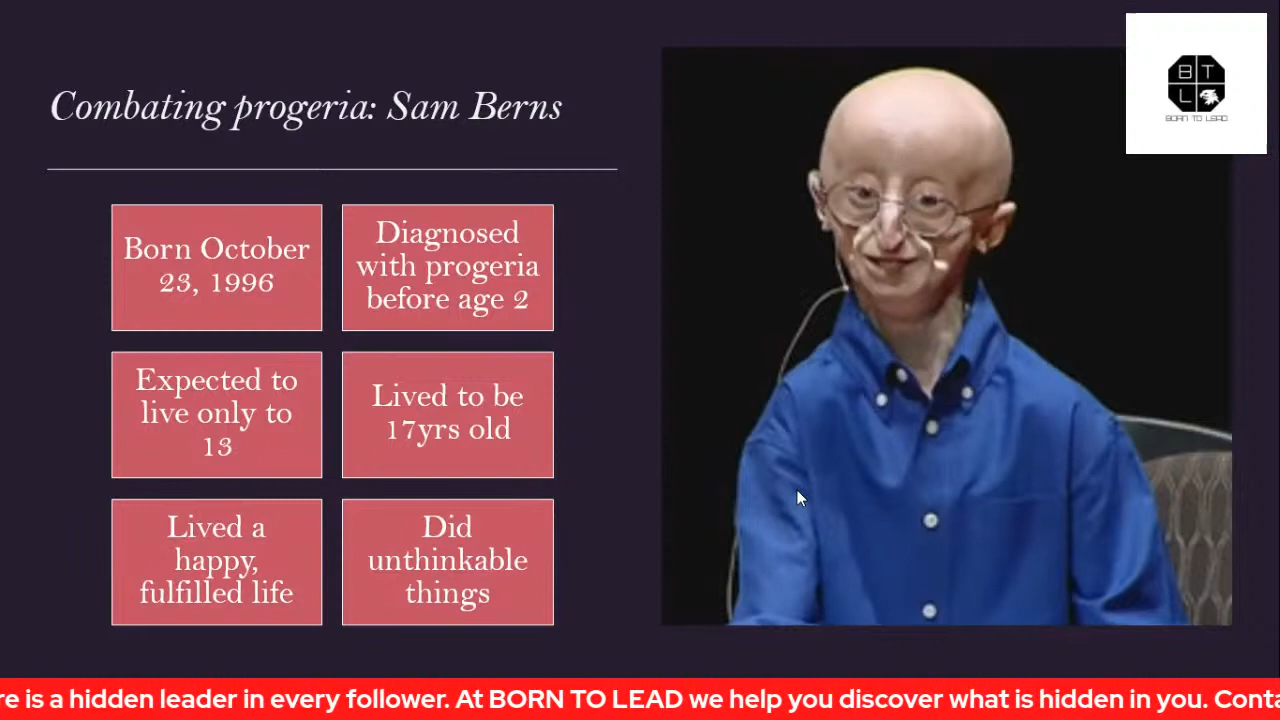 Combating progeria: Sam Berns
Born October
23, 1996
Diagnosed
with progeria
before age 2
Expected to
live only to
13
Lived to be
17yrs old
Lived a
happy,
fulfilled life
Did
unthinkable
things
B T
L
BORN TO LEAD
re is a hidden leader in every follower. At BORN TO LEAD we help you discover what is hidden in you. Conta